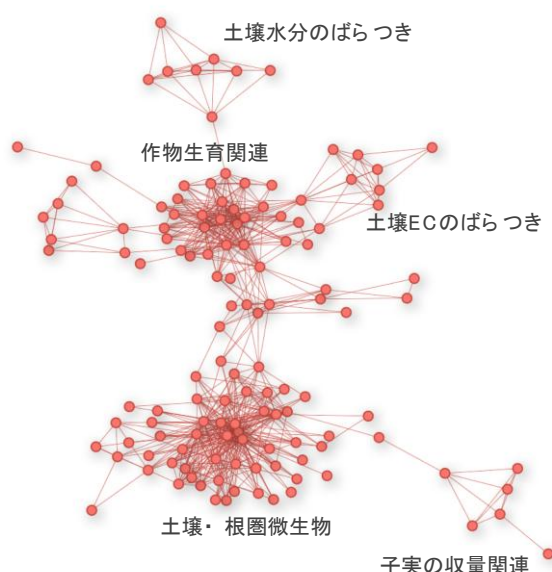 土壌水分のばらつき
作物生育関連
土壌ECのばらつき
土壌・根圏微生物
子実の収量関連